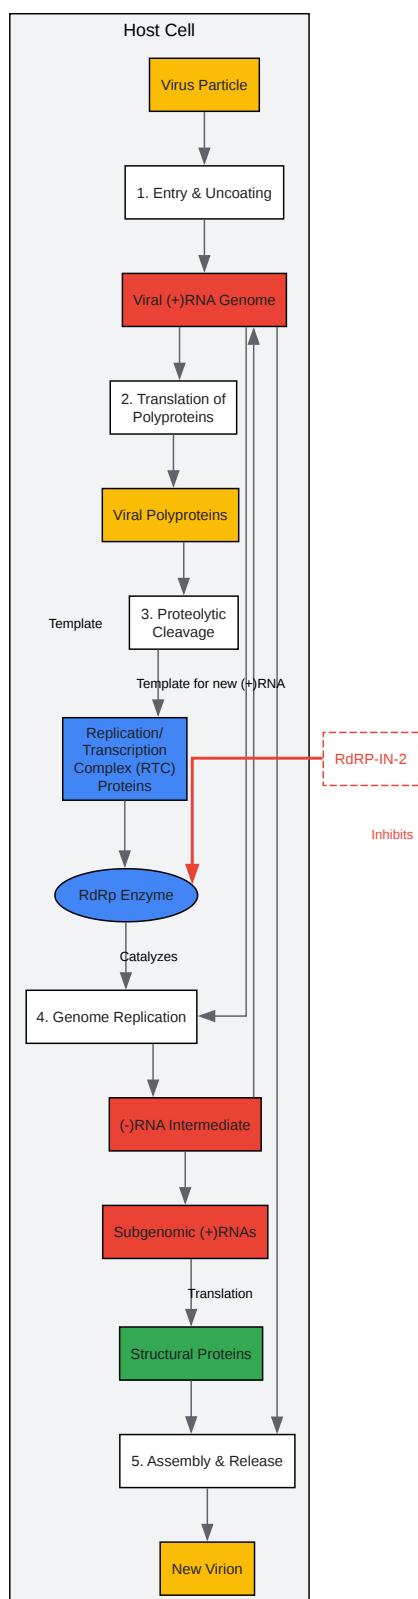 Host Cell
Virus Particle
1. Entry & Uncoating
Viral (+)RNA Genome
2. Translation of
Polyproteins
Viral Polyproteins
3. Proteolytic
Cleavage
Template
Template for new (+)RNA
Replication/
Transcription
Complex (RTC)
Proteins
RdRP-IN-2
Inhibits
RdRp Enzyme
Catalyzes
4. Genome Replication
(-)RNA Intermediate
Subgenomic (+)RNAs
Translation
Structural Proteins
5. Assembly & Release
New Virion